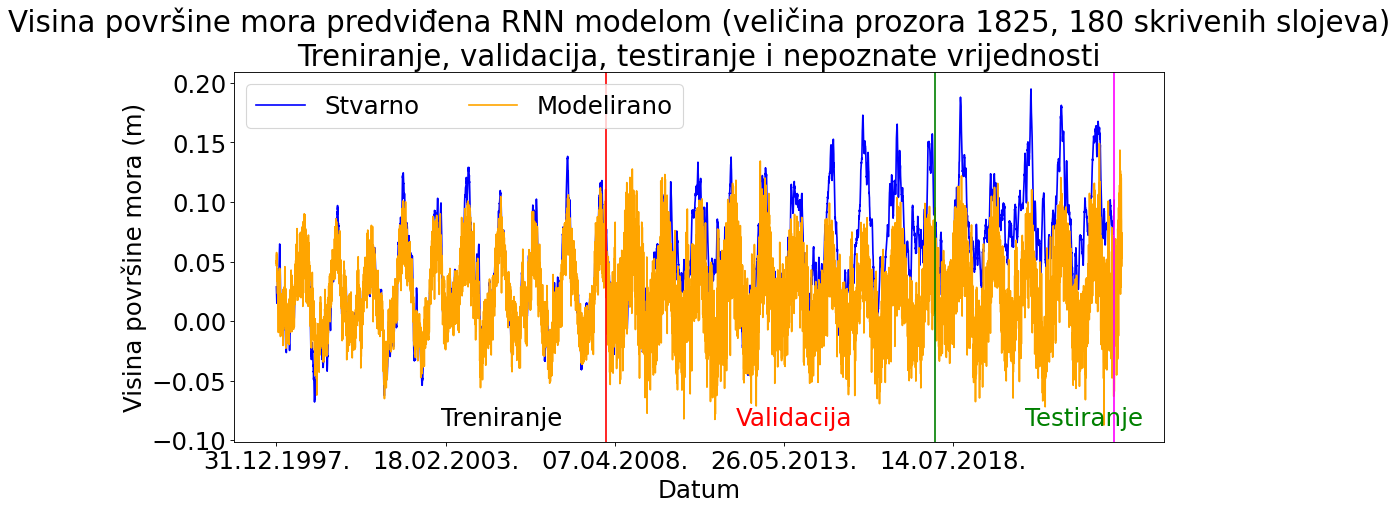 Visina površine mora predviđena RNN modelom (veličina prozora 1825, 180 skrivenih slojeva)
Treniranje, validacija, testiranje i nepoznate vrijednosti
Stvarno Modelirano
Visina površine mora (m)
0.20
0.15
0.10
0.05
0.00
−0.05
−0.10
Treniranje Validacija Testiranje
31.12.1997. 18.02.2003. 07.04.2008. 26.05.2013. 14.07.2018.
Datum